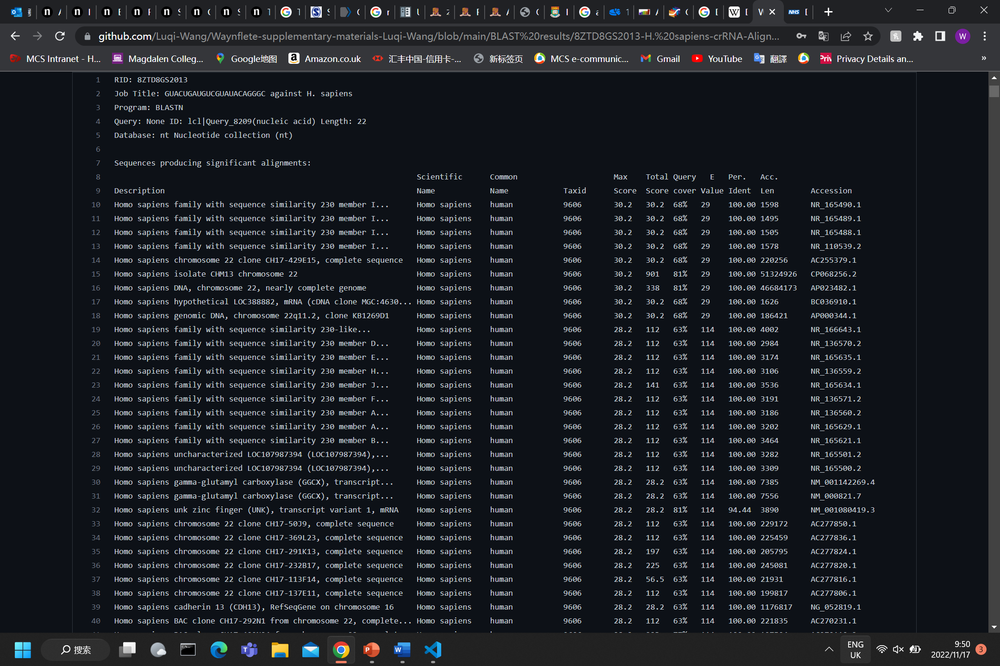 github.com/Luqi-Wang/Waynflete-supplementary-materials-Luqi-Wang/blob/main/BLAST%20results/8ZTD8GS2013-H.%20sapiens-crRNA-Align...
MCS Intranet - H... Magdalen Colleg... Google地图 Amazon.co.uk 汇丰中国-信用卡-... 新标签页 MCS e-communic... Gmail YouTube 翻譯 Privacy Details an... »
1 RID: 8ZTD8GS2013
2 Job Title: GUACUGAUGUCGUAUACAGGGC against H. sapiens
3 Program: BLASTN
4 Query: None ID: lcl|Query_8209(nucleic acid) Length: 22
5 Database: nt Nucleotide collection (nt)
6
7 Sequences producing significant alignments:
8 Scientific Common Max Total Query E Per. Acc.
9 Description Name Name Taxid Score Score cover Value Ident Len Accession
10 Homo sapiens family with sequence similarity 230 member I... Homo sapiens human 9606 30.2 30.2 68% 29 100.00 1598 NR_165490.1
11 Homo sapiens family with sequence similarity 230 member I... Homo sapiens human 9606 30.2 30.2 68% 29 100.00 1495 NR_165489.1
12 Homo sapiens family with sequence similarity 230 member I... Homo sapiens human 9606 30.2 30.2 68% 29 100.00 1505 NR_165488.1
13 Homo sapiens family with sequence similarity 230 member I... Homo sapiens human 9606 30.2 30.2 68% 29 100.00 1578 NR_110539.2
14 Homo sapiens chromosome 22 clone CH17-429E15, complete sequence Homo sapiens human 9606 30.2 30.2 68% 29 100.00 220256 AC255379.1
15 Homo sapiens isolate CHM13 chromosome 22 Homo sapiens human 9606 30.2 901 81% 29 100.00 51324926 CP068256.2
16 Homo sapiens DNA, chromosome 22, nearly complete genome Homo sapiens human 9606 30.2 338 81% 29 100.00 46684173 AP023482.1
17 Homo sapiens hypothetical LOC388882, mRNA (cDNA clone MGC:4630... Homo sapiens human 9606 30.2 30.2 68% 29 100.00 1626 BC036910.1
18 Homo sapiens genomic DNA, chromosome 22q11.2, clone KB1269D1 Homo sapiens human 9606 30.2 30.2 68% 29 100.00 186421 AP000344.1
19 Homo sapiens family with sequence similarity 230-like... Homo sapiens human 9606 28.2 112 63% 114 100.00 4002 NR_166643.1
20 Homo sapiens family with sequence similarity 230 member D... Homo sapiens human 9606 28.2 112 63% 114 100.00 2984 NR_136570.2
21 Homo sapiens family with sequence similarity 230 member E... Homo sapiens human 9606 28.2 112 63% 114 100.00 3174 NR_165635.1
22 Homo sapiens family with sequence similarity 230 member H... Homo sapiens human 9606 28.2 112 63% 114 100.00 3106 NR_136559.2
23 Homo sapiens family with sequence similarity 230 member J... Homo sapiens human 9606 28.2 141 63% 114 100.00 3536 NR_165634.1
24 Homo sapiens family with sequence similarity 230 member F... Homo sapiens human 9606 28.2 112 63% 114 100.00 3191 NR_136571.2
25 Homo sapiens family with sequence similarity 230 member A... Homo sapiens human 9606 28.2 112 63% 114 100.00 3186 NR_136560.2
26 Homo sapiens family with sequence similarity 230 member A... Homo sapiens human 9606 28.2 112 63% 114 100.00 3202 NR_165629.1
27 Homo sapiens family with sequence similarity 230 member B... Homo sapiens human 9606 28.2 112 63% 114 100.00 3464 NR_165621.1
28 Homo sapiens uncharacterized LOC107987394 (LOC107987394),... Homo sapiens human 9606 28.2 112 63% 114 100.00 3282 NR_165501.2
29 Homo sapiens uncharacterized LOC107987394 (LOC107987394),... Homo sapiens human 9606 28.2 112 63% 114 100.00 3309 NR_165500.2
30 Homo sapiens gamma-glutamyl carboxylase (GGCX), transcript... Homo sapiens human 9606 28.2 28.2 63% 114 100.00 7385 NM_001142269.4
31 Homo sapiens gamma-glutamyl carboxylase (GGCX), transcript... Homo sapiens human 9606 28.2 28.2 63% 114 100.00 7556 NM_000821.7
32 Homo sapiens unk zinc finger (UNK), transcript variant 1, mRNA Homo sapiens human 9606 28.2 28.2 81% 114 94.44 3890 NM_001080419.3
33 Homo sapiens chromosome 22 clone CH17-50J9, complete sequence Homo sapiens human 9606 28.2 112 63% 114 100.00 229172 AC277850.1
34 Homo sapiens chromosome 22 clone CH17-369L23, complete sequence Homo sapiens human 9606 28.2 112 63% 114 100.00 225459 AC277836.1
35 Homo sapiens chromosome 22 clone CH17-291K13, complete sequence Homo sapiens human 9606 28.2 197 63% 114 100.00 205795 AC277824.1
36 Homo sapiens chromosome 22 clone CH17-232B17, complete sequence Homo sapiens human 9606 28.2 225 63% 114 100.00 245081 AC277820.1
37 Homo sapiens chromosome 22 clone CH17-113F14, complete sequence Homo sapiens human 9606 28.2 56.5 63% 114 100.00 21931 AC277816.1
38 Homo sapiens chromosome 22 clone CH17-137E11, complete sequence Homo sapiens human 9606 28.2 112 63% 114 100.00 199817 AC277806.1
39 Homo sapiens cadherin 13 (CDH13), RefSeqGene on chromosome 16 Homo sapiens human 9606 28.2 28.2 63% 114 100.00 1176817 NG_052819.1
40 Homo sapiens BAC clone CH17-292N1 from chromosome 22, complete... Homo sapiens human 9606 28.2 112 63% 114 100.00 221835 AC270231.1
搜索
ENG
UK
9:50
2022/11/17
3